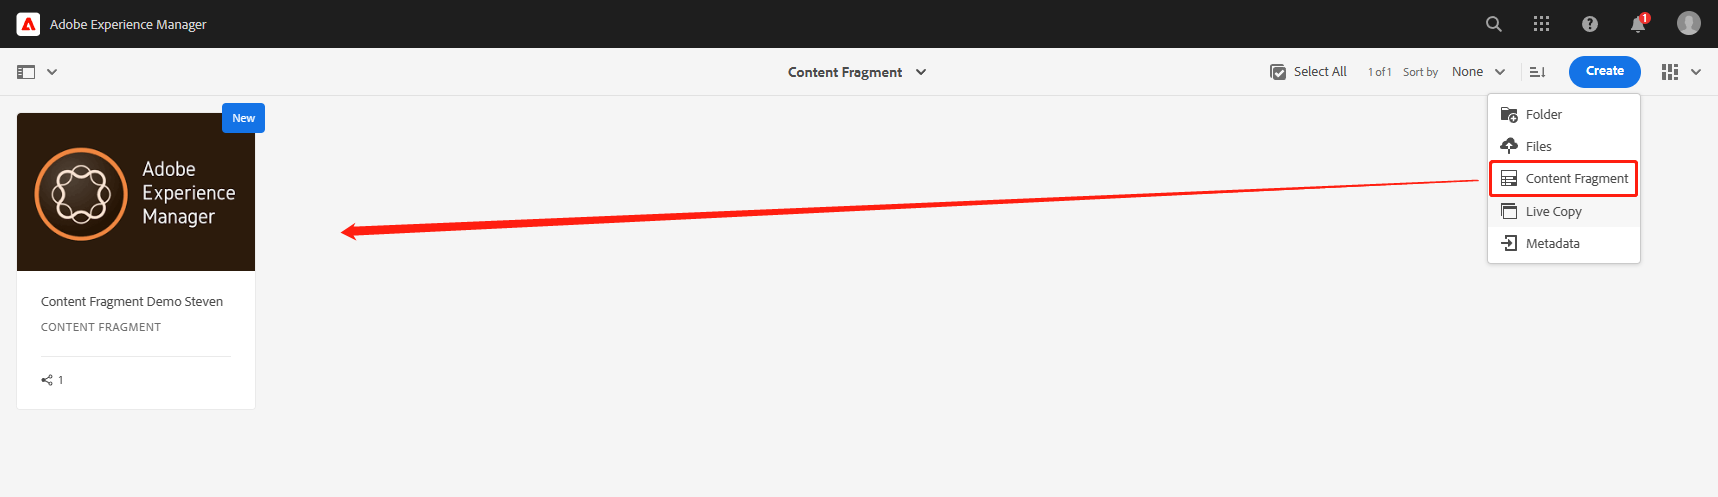 Adobe Experience Manager
1
Content Fragment
Select All 1 of 1 Sort by None Create
New
Adobe
Experience
Manager
Content Fragment Demo Steven
CONTENT FRAGMENT
1
Folder
Files
Content Fragment
Live Copy
Metadata